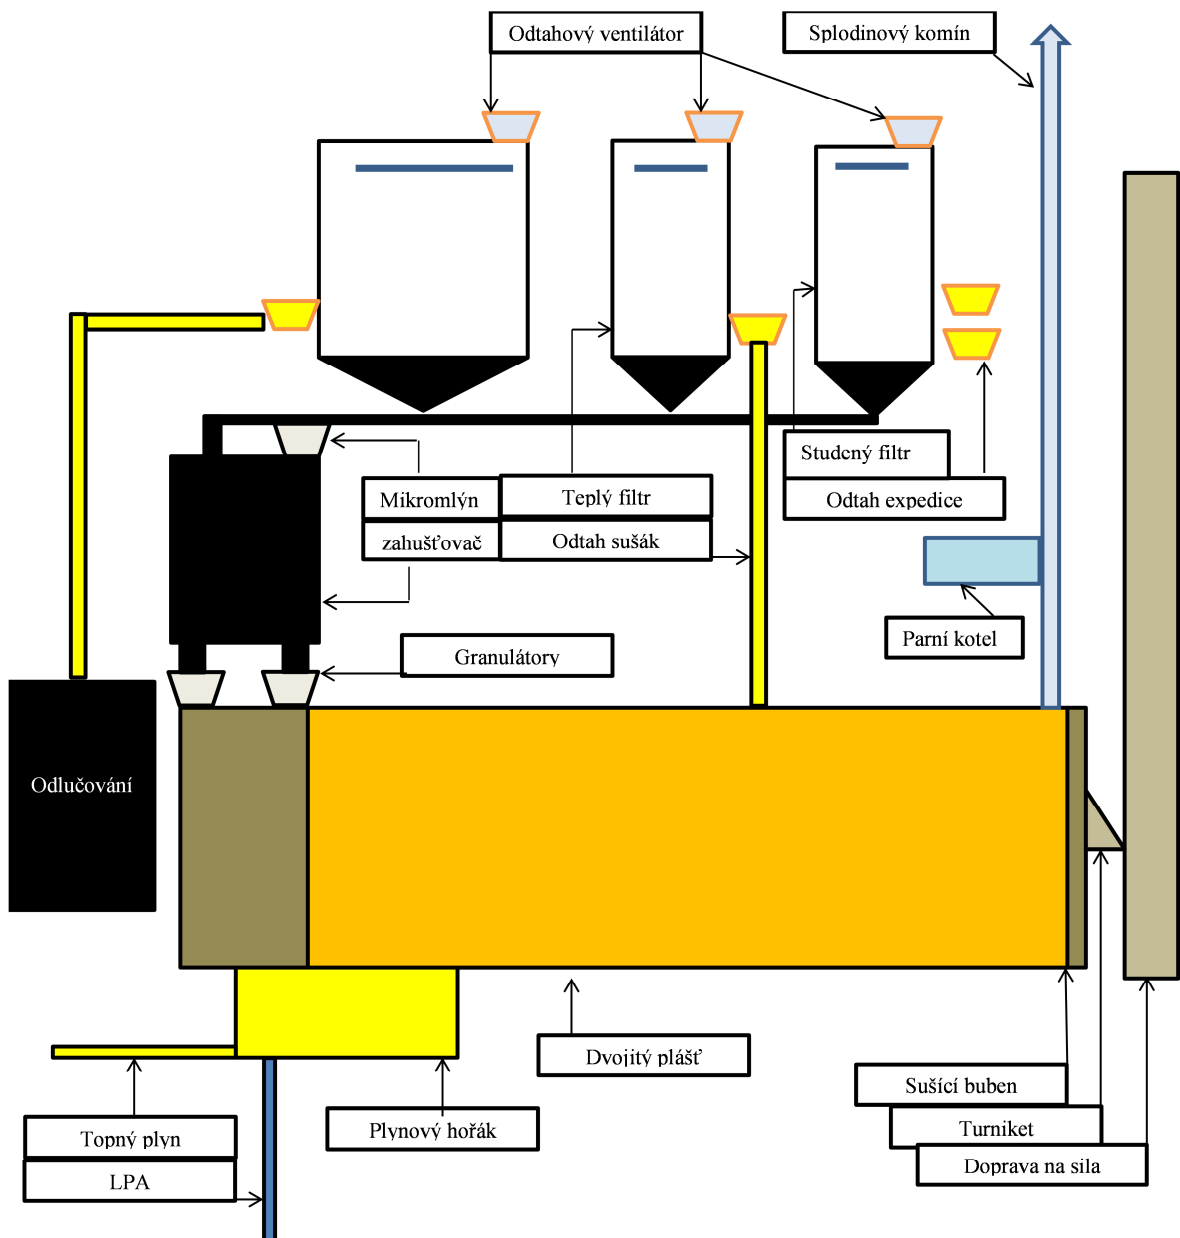 Odtahový ventilátor
Splodinový komín
Studený filtr
Mikromlýn
Teplý filtr
Odtah expedice
zahušťovač
Odtah sušák
Parní kotel
Granulátory
Odlučování
Dvojitý plášť
Sušící buben
Plynový hořák
Topný plyn
Turniket
Doprava na sila
LPA